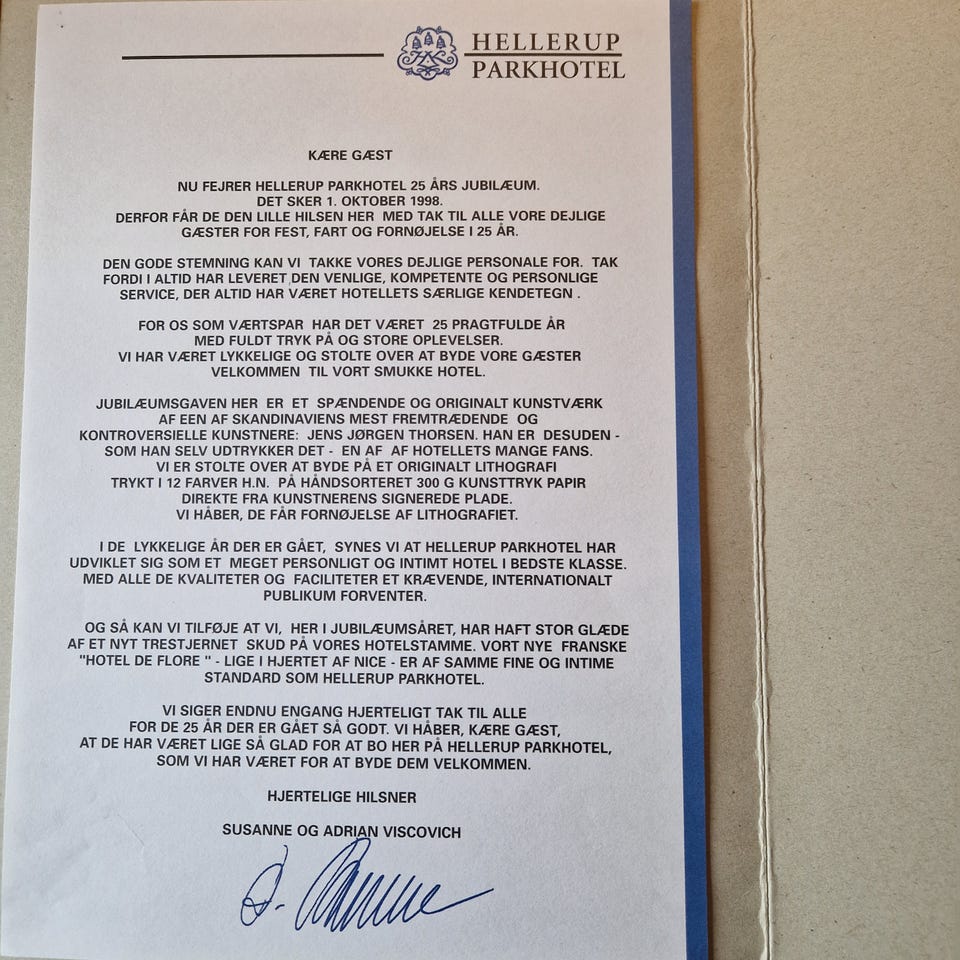 HELLERUP
PARKHOTEL
KÆRE GÆST
NU FEJRER HELLERUP PARKHOTEL 25 ÅRS JUBILÆUM.
DET SKER 1. OKTOBER 1998.
DERFOR FÅR DE DEN LILLE HILSEN HER MED TAK TIL ALLE VORE DEJLIGE
GÆSTER FOR FEST, FART OG FORNØJELSE I 25 ÅR.
DEN GODE STEMNING KAN VI TAKKE VORES DEJLIGE PERSONALE FOR. TAK
FORDI I ALTID HAR LEVERET DEN VENLIGE, KOMPETENTE OG PERSONLIGE
SERVICE, DER ALTID HAR VÆRET HOTELLETS SÆRLIGE KENDETEGN .
FOR OS SOM VÆRTSPAR HAR DET VÆRET 25 PRAGTFULDE ÅR
MED FULDT TRYK PÅ OG STORE OPLEVELSER.
VI HAR VÆRET LYKKELIGE OG STOLTE OVER AT BYDE VORE GÆSTER
VELKOMMEN TIL VORT SMUKKE HOTEL.
JUBILÆUMSGAVEN HER ER ET SPÆNDENDE OG ORIGINALT KUNSTVÆRK
AF EEN AF SKANDINAVIENS MEST FREMTRÆDENDE OG
KONTROVERSIELLE KUNSTNERE: JENS JØRGEN THORSEN. HAN ER DESUDEN -
SOM HAN SELV UDTRYKKER DET - EN AF AF HOTELLETS MANGE FANS.
VI ER STOLTE OVER AT BYDE PÅ ET ORIGINALT LITHOGRAFI
TRYKT I 12 FARVER H.N. PÅ HÅNDSORTERET 300 G KUNSTTRYK PAPIR
DIREKTE FRA KUNSTNERENS SIGNEREDE PLADE.
VI HÅBER, DE FÅR FORNØJELSE AF LITHOGRAFIET.
I DE LYKKELIGE ÅR DER ER GÅET, SYNES VI AT HELLERUP PARKHOTEL HAR
UDVIKLET SIG SOM ET MEGET PERSONLIGT OG INTIMT HOTEL I BEDSTE KLASSE.
MED ALLE DE KVALITETER OG FACILITETER ET KRÆVENDE, INTERNATIONALT
PUBLIKUM FORVENTER.
OG SÅ KAN VI TILFØJE AT VI, HER I JUBILÆUMSÅRET, HAR HAFT STOR GLÆDE
AF ET NYT TRESTJERNET SKUD PÅ VORES HOTELSTAMME. VORT NYE FRANSKE
"HOTEL DE FLORE " - LIGE I HJERTET AF NICE - ER AF SAMME FINE OG INTIME
STANDARD SOM HELLERUP PARKHOTEL.
VI SIGER ENDNU ENGANG HJERTELIGT TAK TIL ALLE
FOR DE 25 ÅR DER ER GÅET SÅ GODT. VI HÅBER, KÆRE GÆST,
AT DE HAR VÆRET LIGE SÅ GLAD FOR AT BO HER PÅ HELLERUP PARKHOTEL,
SOM VI HAR VÆRET FOR AT BYDE DEM VELKOMMEN.
HJERTELIGE HILSNER
SUSANNE OG ADRIAN VISCOVICH